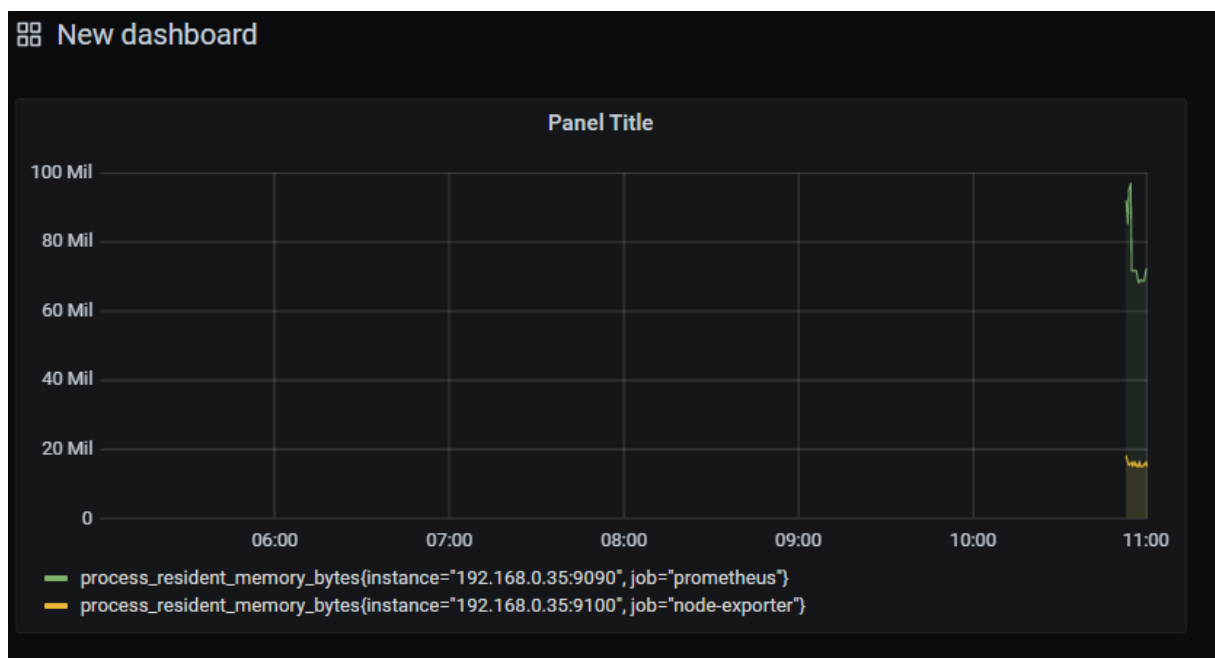 New dashboard
Panel Title
100 Mil
80 Mil
60 Mil
40 Mil
20 Mil
0
06:00 07:00 08:00 09:00 10:00 11:00
process_resident_memory_bytes{instance="192.168.0.35:9090", job="prometheus"}
process_resident_memory_bytes{instance="192.168.0.35:9100", job="node-exporter"}